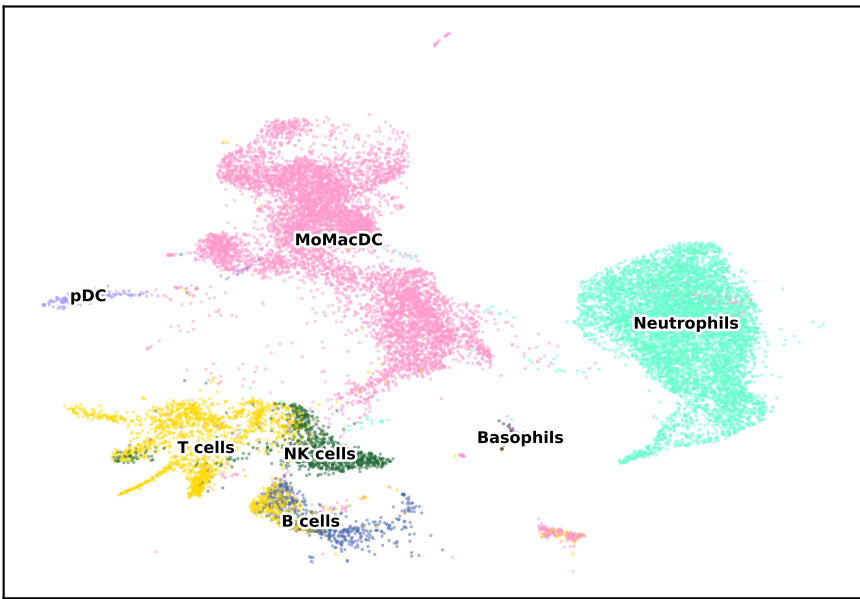 MoMacDC
pDC
Neutrophils
Basophils
T cells
NK cells
B cells